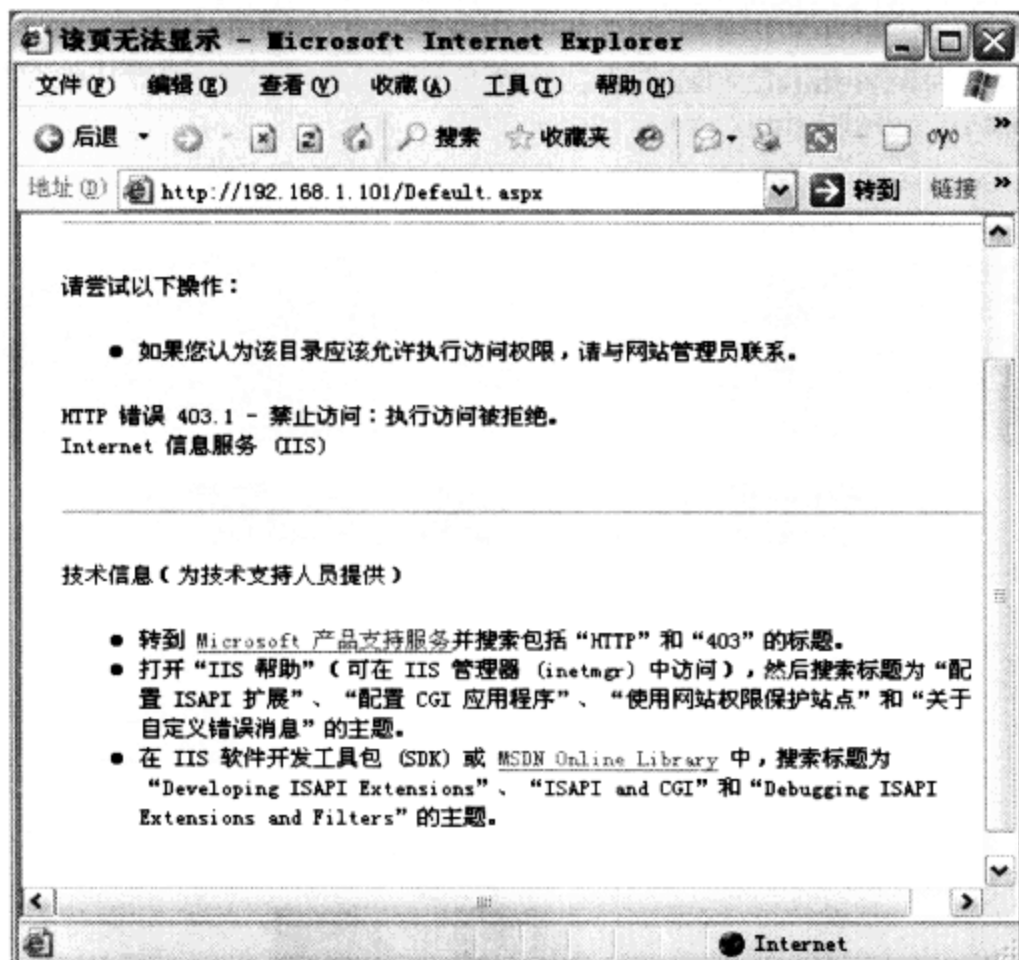 该页无法显示 - Microsoft Internet Explorer
文件(F) 编辑(E) 查看(V) 收藏(A) 工具(T) 帮助(H)
后退 搜索 收藏夹
地址(D) http://192.168.1.101/Default.aspx 转到 链接
请尝试以下操作：
● 如果您认为该目录应该允许执行访问权限，请与网站管理员联系。
HTTP 错误 403.1 - 禁止访问：执行访问被拒绝。
Internet 信息服务 (IIS)
技术信息（为技术支持人员提供）
● 转到 Microsoft 产品支持服务并搜索包括“HTTP”和“403”的标题。
● 打开“IIS 帮助”（可在 IIS 管理器 (inetmgr) 中访问），然后搜索标题为“配
置 ISAPI 扩展”、“配置 CGI 应用程序”、“使用网站权限保护站点”和“关于
自定义错误消息”的主题。
● 在 IIS 软件开发工具包 (SDK) 或 MSDN Online Library 中，搜索标题为
“Developing ISAPI Extensions”、“ISAPI and CGI”和“Debugging ISAPI
Extensions and Filters”的主题。
Internet